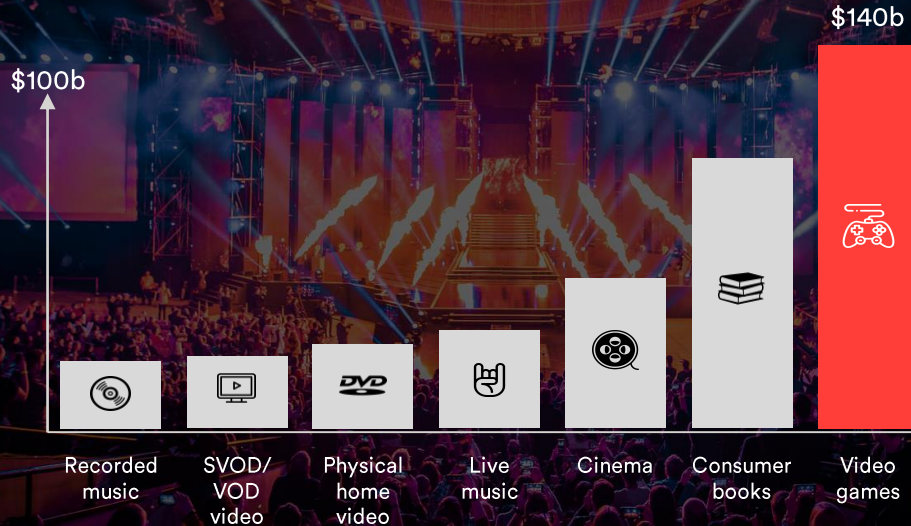 $140b
$100b
DVD
Recorded
music
SVOD/
VOD
video
Physical
home
video
Live
music
Cinema
Consumer
books
Video
games